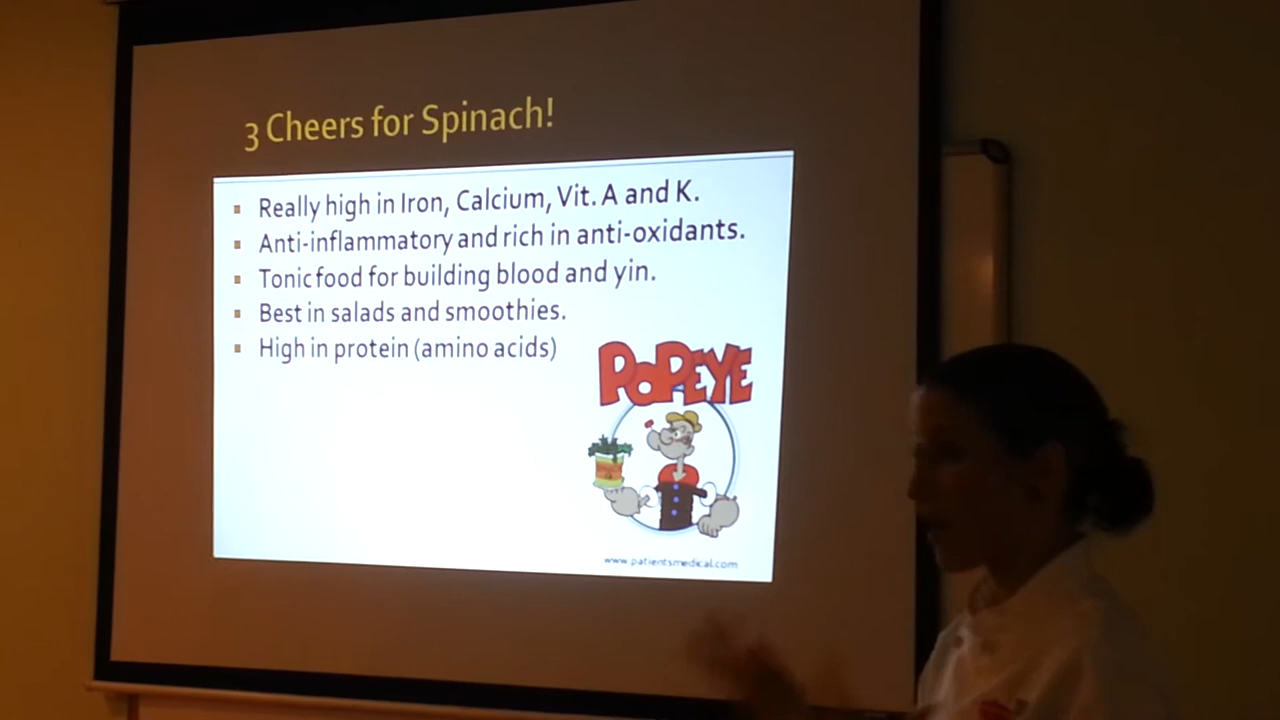 3 Cheers for Spinach!
Really high in Iron, Calcium, Vit. A and K.
Anti-inflammatory and rich in anti-oxidants.
Tonic food for building blood and yin.
Best in salads and smoothies.
High in protein (amino acids)
POPEYE
www.patientsmedical.com